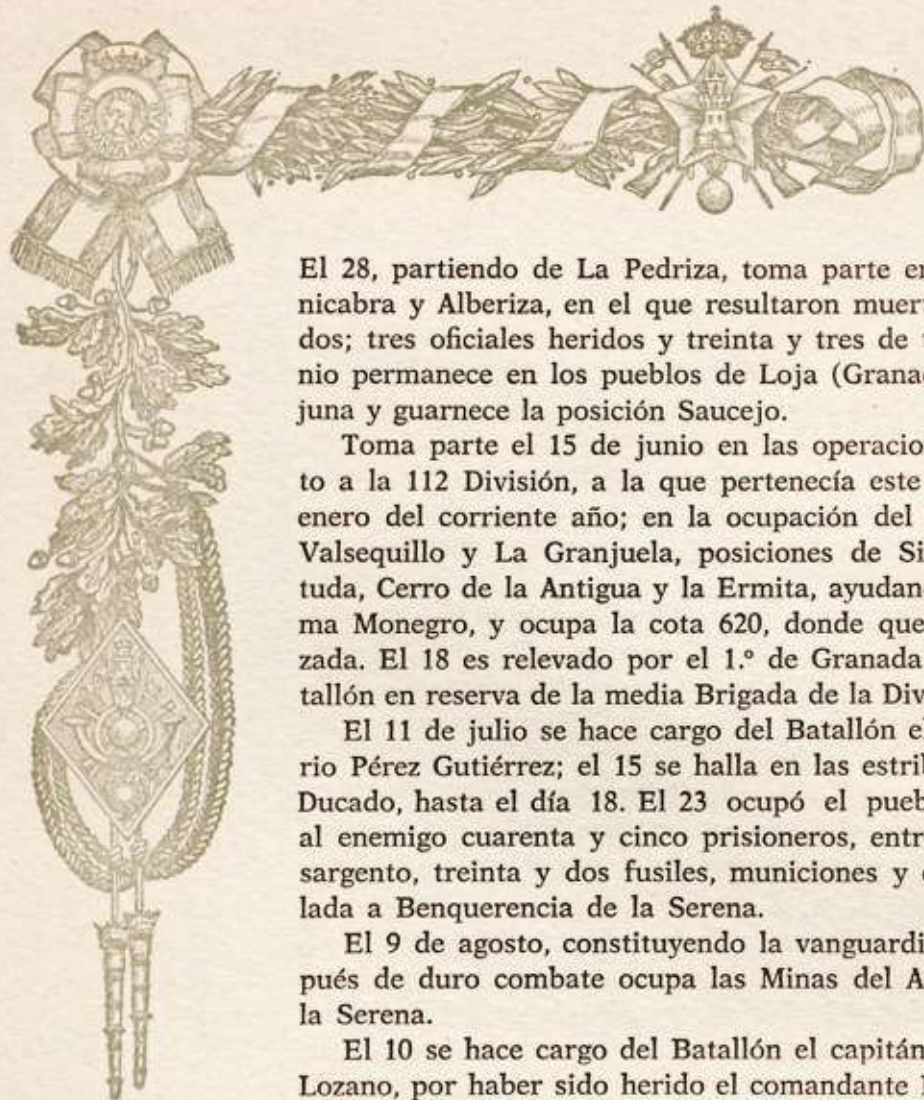 El 28, partiendo de La Pedriza, toma parte en
nicabra y Alberiza, en el que resultaron muer
dos; tres oficiales heridos y treinta y tres de
nio permanece en los pueblos de Loja (Grana
juna y guarnece la posición Saucejo.
Toma parte el 15 de junio en las operacio
to a la 112 División, a la que pertenecía este
enero del corriente año; en la ocupación del
Valsequillo y La Granjuela, posiciones de Si
tuda, Cerro de la Antigua y la Ermita, ayudan
ma Monegro, y ocupa la cota 620, donde que
zada. El 18 es relevado por el 1.º de Granada
tallón en reserva de la media Brigada de la Div
El 11 de julio se hace cargo del Batallón e
rio Pérez Gutiérrez; el 15 se halla en las estri
Ducado, hasta el día 18. El 23 ocupó el pueb
al enemigo cuarenta y cinco prisioneros, entr
sargento, treinta y dos fusiles, municiones y
lada a Benquerencia de la Serena.
El 9 de agosto, constituyendo la vanguardi
pués de duro combate ocupa las Minas del A
la Serena.
El 10 se hace cargo del Batallón el capitán
Lozano, por haber sido herido el comandante